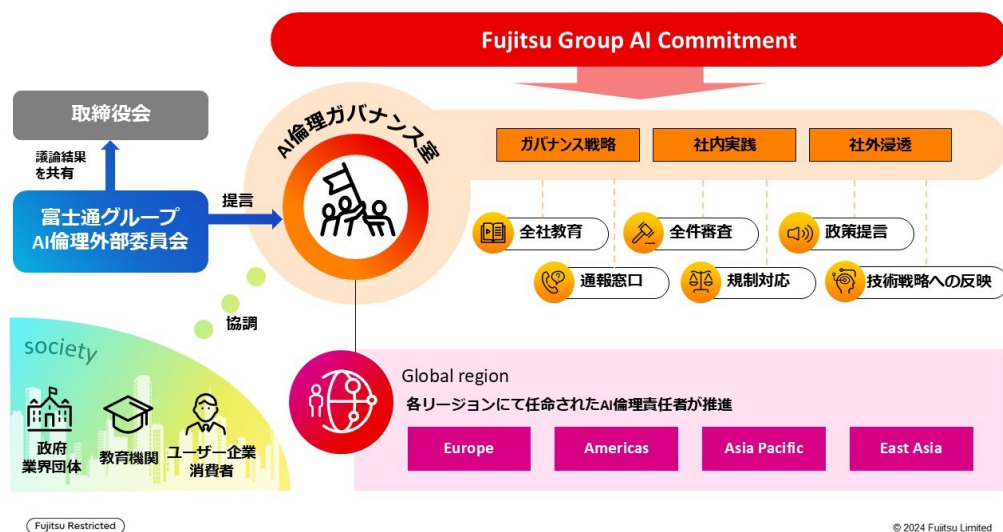 Fujitsu Group AI Commitment
取締役会
議論結果
を共有
富士通グループ
AI倫理外部委員会
提言
AI倫理ガバナンス室
ガバナンス戦略
社内実践
社外浸透
全社教育
全件審査
政策提言
通報窓口
規制対応
技術戦略への反映
協調
society
政府
業界団体
教育機関
ユーザー企業
消費者
Global region
各リージョンにて任命されたAI倫理責任者が推進
Europe
Americas
Asia Pacific
East Asia
Fujitsu Restricted
© 2024 Fujitsu Limited